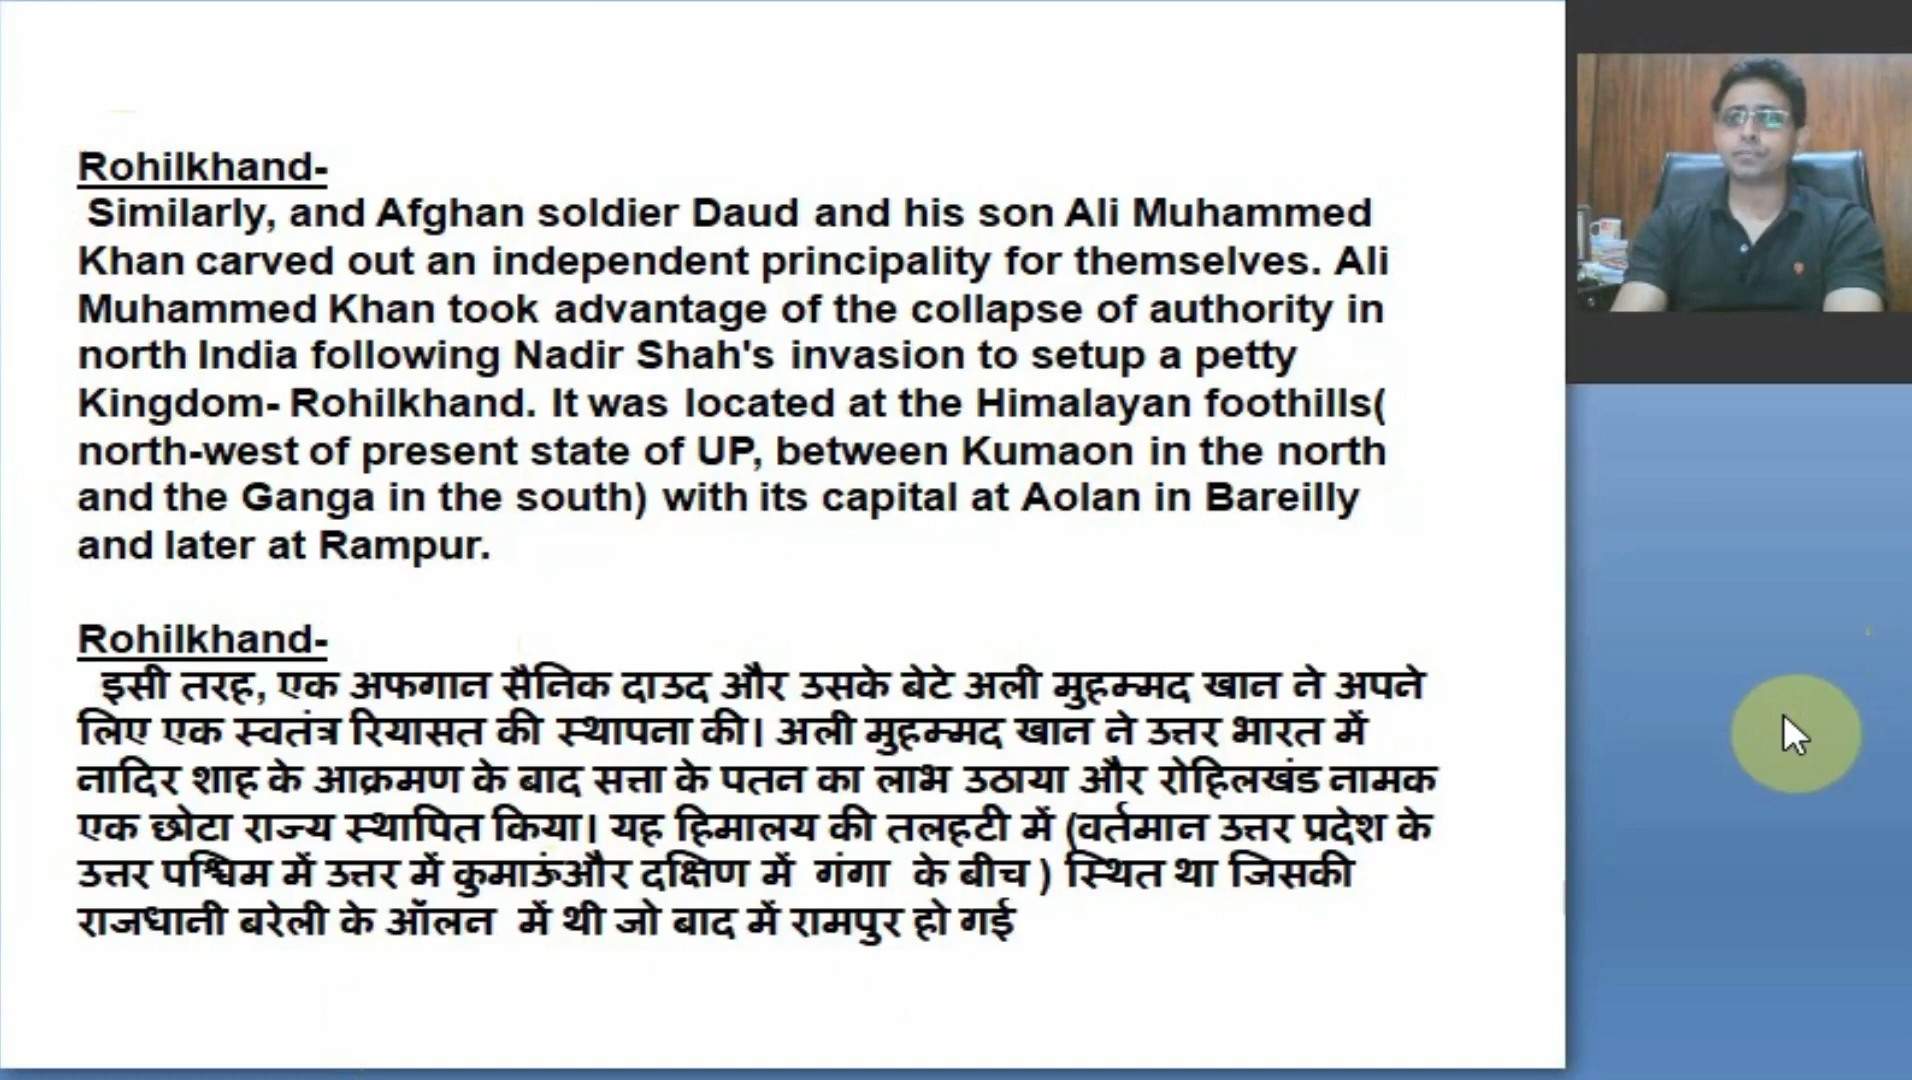 Rohilkhand-
Similarly, and Afghan soldier Daud and his son Ali Muhammed
Khan carved out an independent principality for themselves. Ali
Muhammed Khan took advantage of the collapse of authority in
north India following Nadir Shah's invasion to setup a petty
Kingdom- Rohilkhand. It was located at the Himalayan foothills(
north-west of present state of UP, between Kumaon in the north
and the Ganga in the south) with its capital at Aolan in Bareilly
and later at Rampur.
Rohilkhand-
इसी तरह, एक अफगान सैनिक दाउद और उसके बेटे अली मुहम्मद खान ने अपने
लिए एक स्वतंत्र रियासत की स्थापना की। अली मुहम्मद खान ने उत्तर भारत में
नादिर शाह के आक्रमण के बाद सत्ता के पतन का लाभ उठाया और रोहिलखंड नामक
एक छोटा राज्य स्थापित किया। यह हिमालय की तलहटी में (वर्तमान उत्तर प्रदेश के
उत्तर पश्चिम में उत्तर में कुमाऊंऔर दक्षिण में गंगा के बीच ) स्थित था जिसकी
राजधानी बरेली के ऑलन में थी जो बाद में रामपुर हो गई